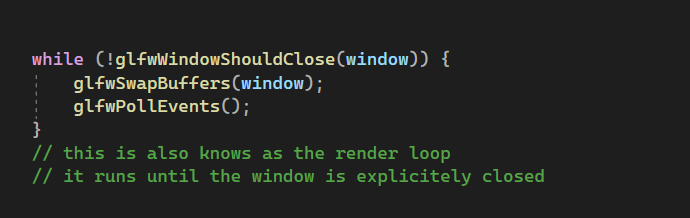 while (!glfwWindowShouldClose(window)) {
    glfwSwapBuffers(window);
    glfwPollEvents();
}
// this is also knows as the render loop
// it runs until the window is explicitely closed